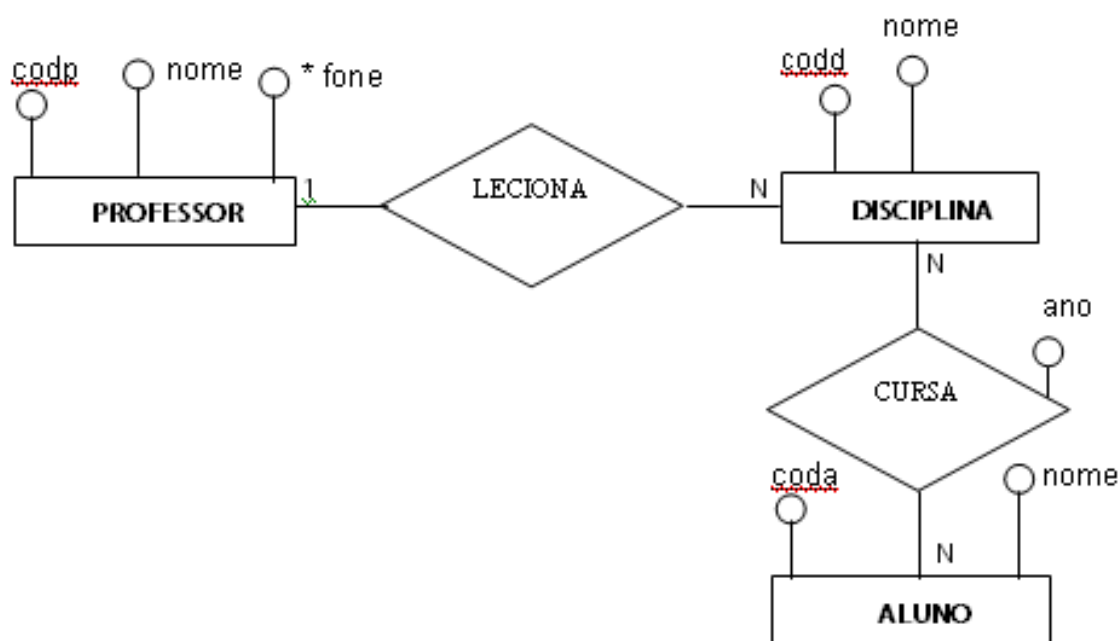 nome
codp
nome
* fone
codd
PROFESSOR
1
LECIONA
N
DISCIPLINA
N
ano
CURSA
coda
nome
N
ALUNO